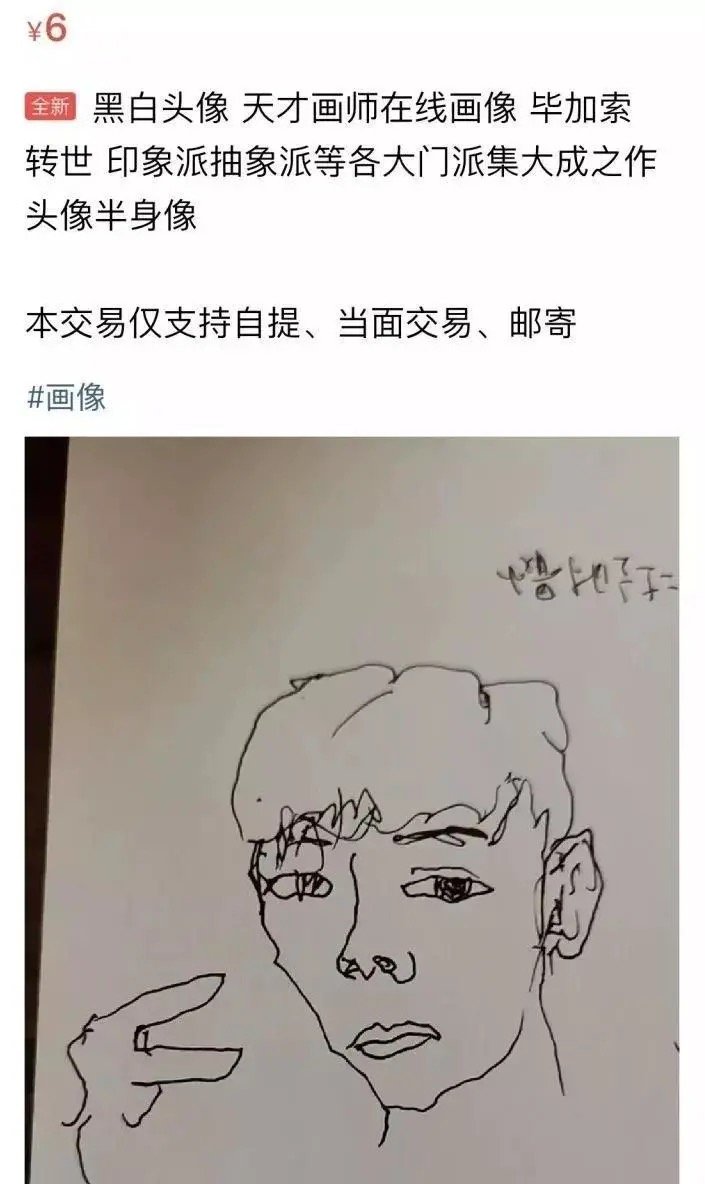 ¥6
全新 黑白头像 天才画师在线画像 毕加索
转世 印象派抽象派等各大门派集大成之作
头像半身像
本交易仅支持自提、当面交易、邮寄
#画像